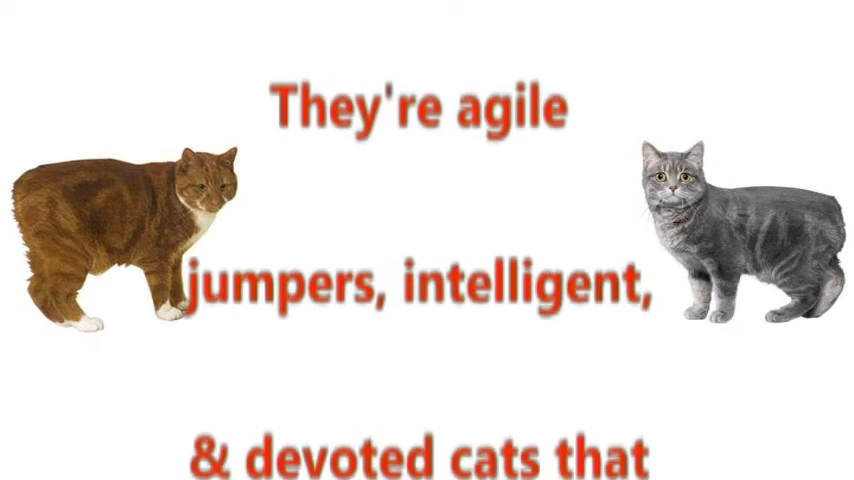 They're agile
jumpers, intelligent,
& devoted cats that